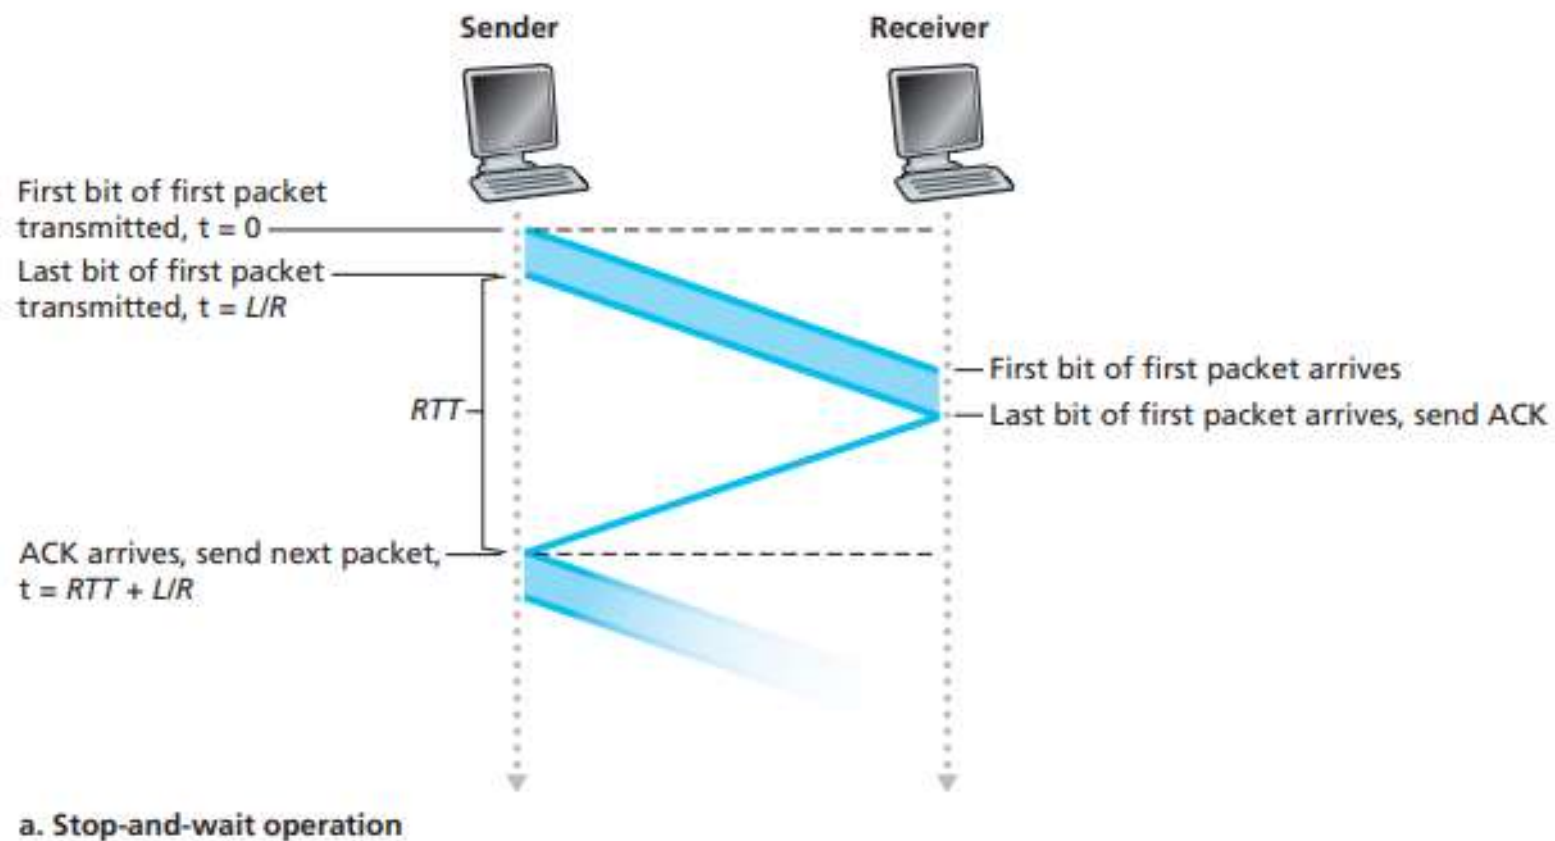 Sender
Receiver
First bit of first packet
transmitted, t = 0
Last bit of first packet
transmitted, t = L/R
First bit of first packet arrives
RTT
Last bit of first packet arrives, send ACK
ACK arrives, send next packet,
t = RTT + L/R
a. Stop-and-wait operation